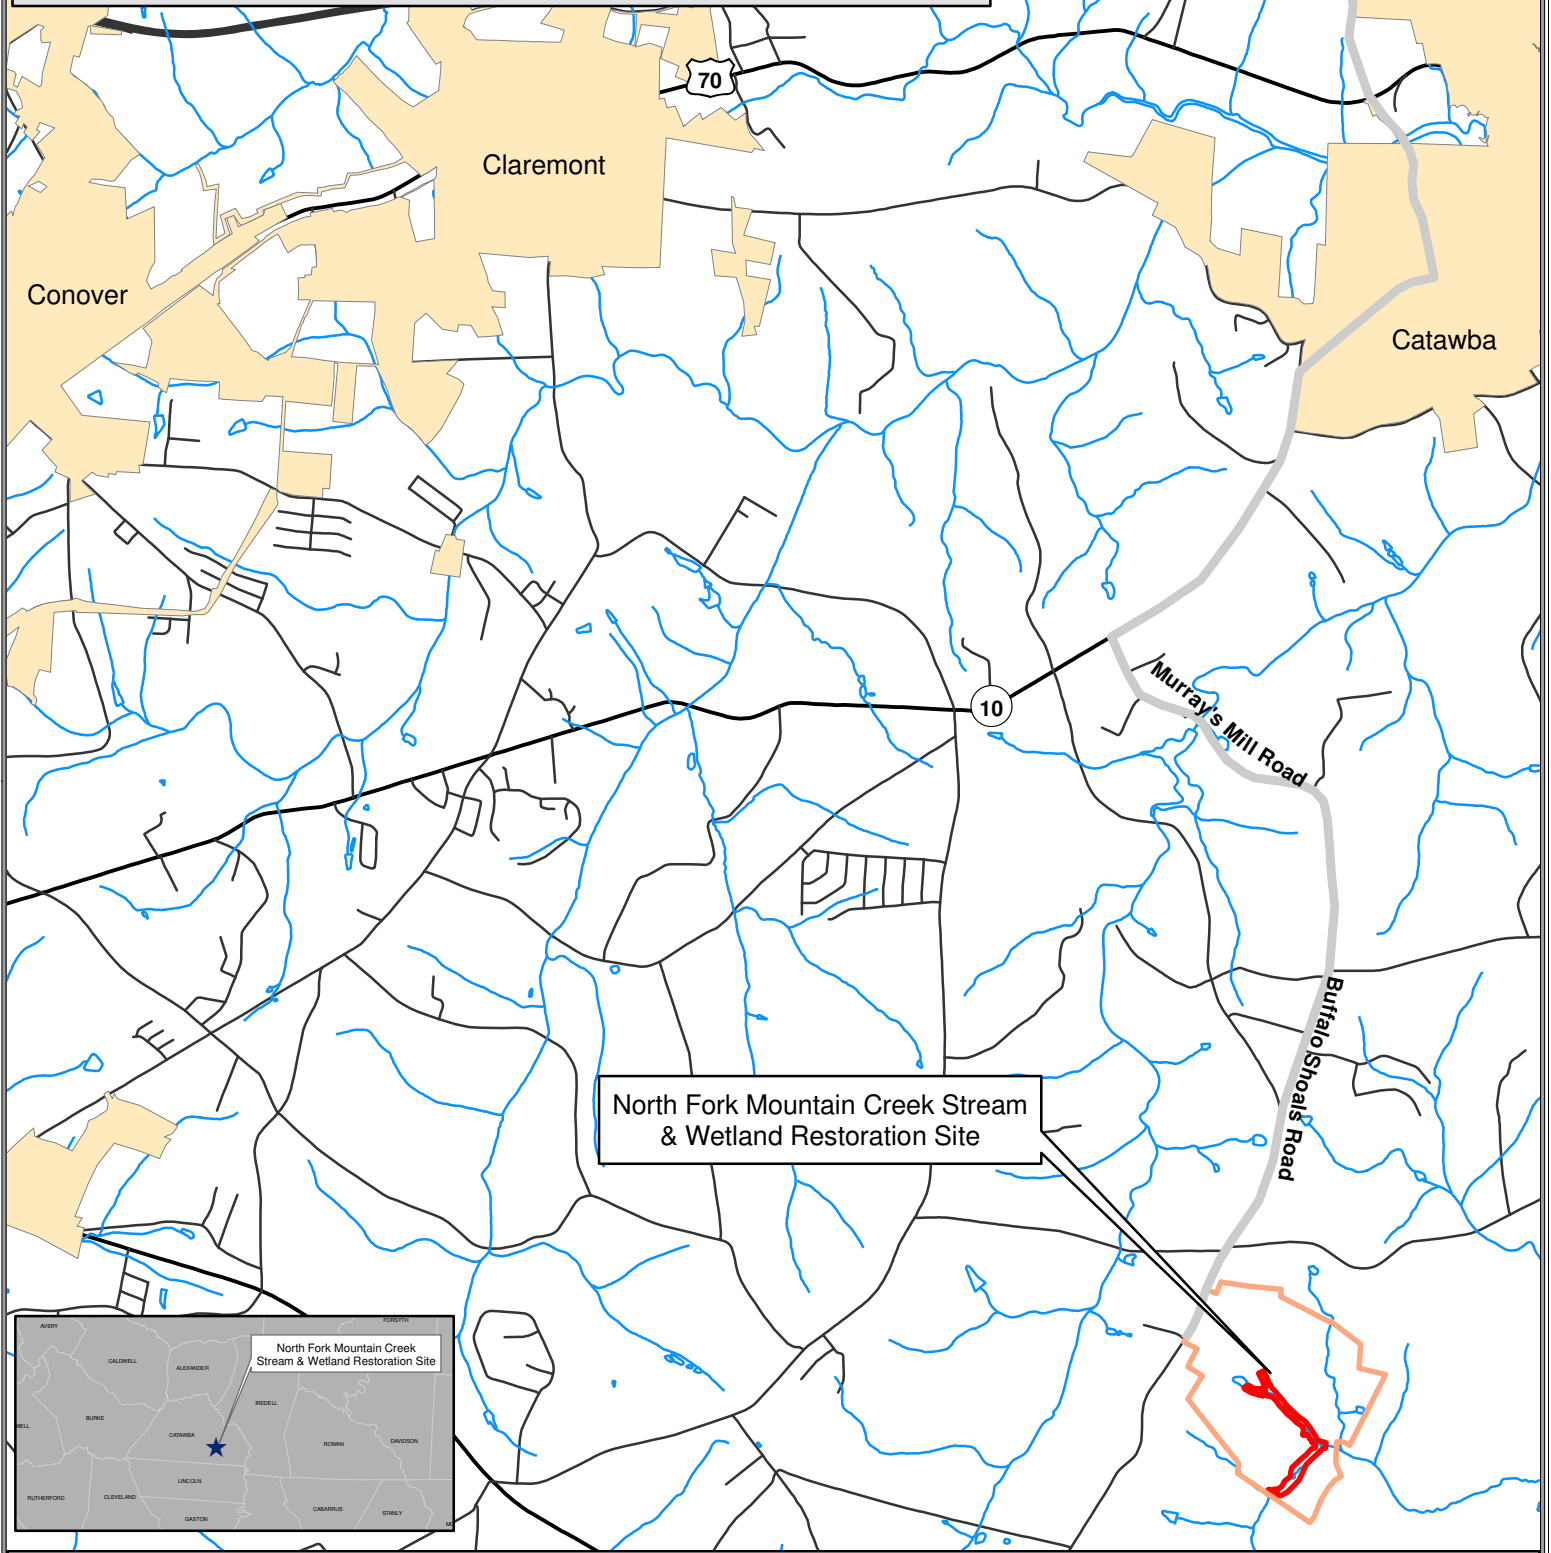 70
Claremont
Conover
Catawba
10
Murray's Mill Road
Buffalo Shoals Road
North Fork Mountain Creek Stream
& Wetland Restoration Site
AVERY
FORSYTH
North Fork Mountain Creek
Stream & Wetland Restoration Site
CALDWELL
ALEXANDER
IREDELL
BURKE
CATAWBA
ROWAN
DAVIDSON
LINCOLN
RUTHERFORD
CLEVELAND
CABARRUS
STANLY
GASTON